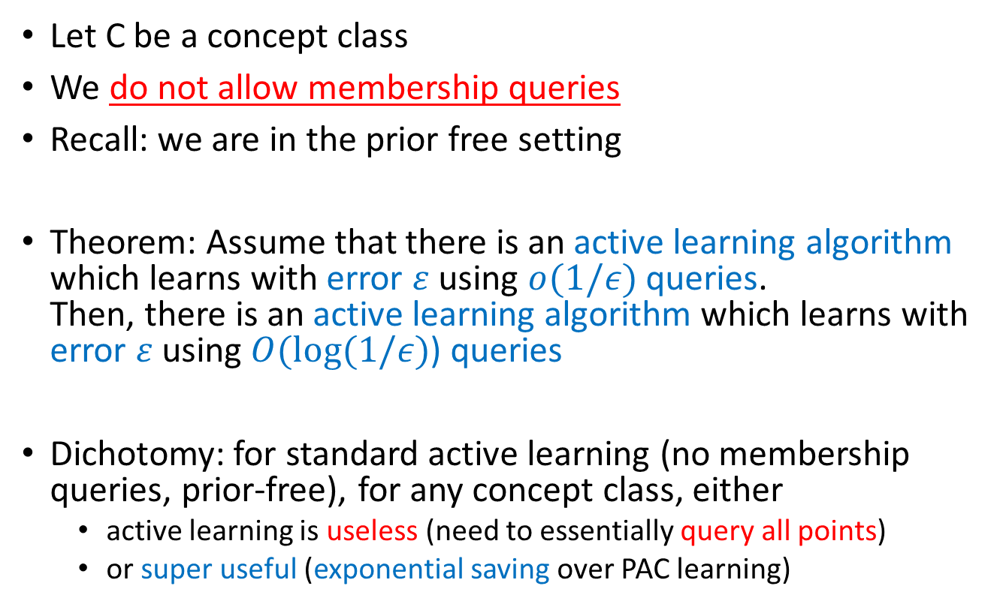 • Let C be a concept class
• We do not allow membership queries
• Recall: we are in the prior free setting
• Theorem: Assume that there is an active learning algorithm
which learns with error ε using o(1/ϵ) queries.
Then, there is an active learning algorithm which learns with
error ε using O(log(1/ϵ)) queries
• Dichotomy: for standard active learning (no membership
queries, prior-free), for any concept class, either
• active learning is useless (need to essentially query all points)
• or super useful (exponential saving over PAC learning)